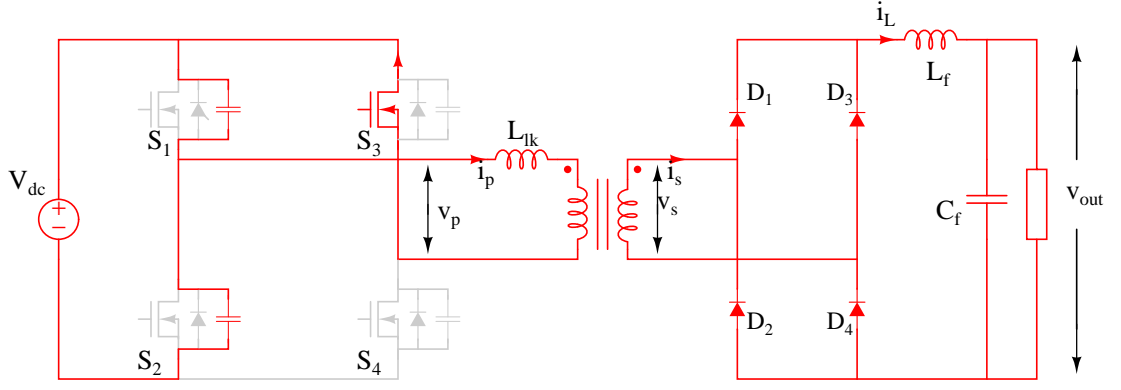 i_L
L_f
D_1
D_3
S_1
S_3
L_lk
V_dc
i_p
i_s
v_p
v_s
C_f
v_out
S_2
S_4
D_2
D_4